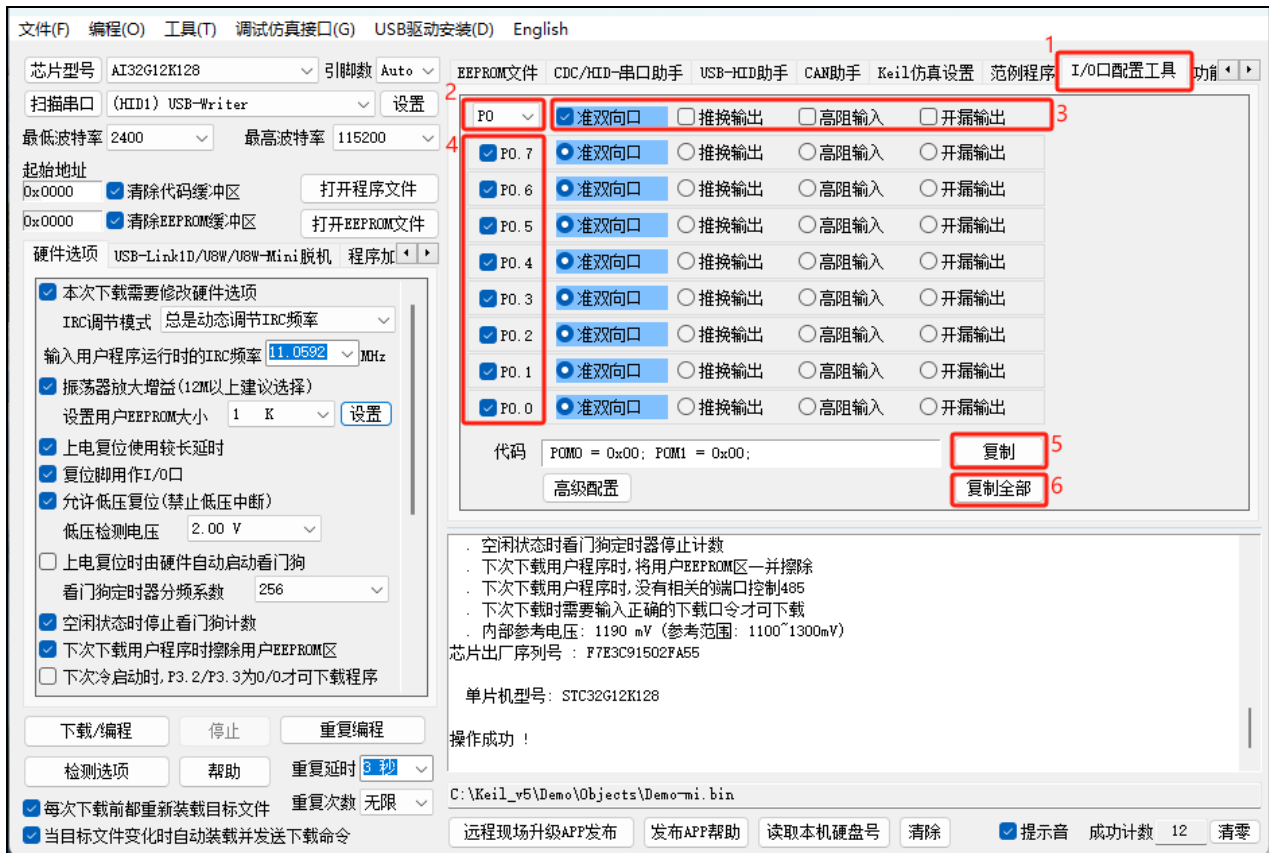 文件(F) 编程(O) 工具(T) 调试仿真接口(G) USB驱动安装(D) English
芯片型号 AI32G12K128 引脚数 Auto
扫描串口 (HID1) USB-Writer 设置
最低波特率 2400 最高波特率 115200
起始地址
0x0000 清除代码缓冲区 打开程序文件
0x0000 清除EEPROM缓冲区 打开EEPROM文件
硬件选项 USB-Link1D/U8W/U8W-Mini脱机 程序加
本次下载需要修改硬件选项
IRC调节模式 总是动态调节IRC频率
输入用户程序运行时的IRC频率 11.0592 MHz
振荡器放大增益(12M以上建议选择)
设置用户EEPROM大小 1 K 设置
上电复位使用较长延时
复位脚用作I/O口
允许低压复位(禁止低压中断)
低压检测电压 2.00 V
上电复位时由硬件自动启动看门狗
看门狗定时器分频系数 256
空闲状态时停止看门狗计数
下次下载用户程序时擦除用户EEPROM区
下次冷启动时,P3.2/P3.3为0/0才可下载程序
下载/编程 停止 重复编程
检测选项 帮助 重复延时 3 秒
每次下载前都重新装载目标文件 重复次数 无限
当目标文件变化时自动装载并发送下载命令
1
EEPROM文件 CDC/HID-串口助手 USB-HID助手 CAN助手 Keil仿真设置 范例程序 I/O口配置工具 功能
2 P0 准双向口 推换输出 高阻输入 开漏输出 3
4 P0.7 准双向口 推换输出 高阻输入 开漏输出
P0.6 准双向口 推换输出 高阻输入 开漏输出
P0.5 准双向口 推换输出 高阻输入 开漏输出
P0.4 准双向口 推换输出 高阻输入 开漏输出
P0.3 准双向口 推换输出 高阻输入 开漏输出
P0.2 准双向口 推换输出 高阻输入 开漏输出
P0.1 准双向口 推换输出 高阻输入 开漏输出
P0.0 准双向口 推换输出 高阻输入 开漏输出
代码 P0M0 = 0x00; P0M1 = 0x00; 复制 5
高级配置 复制全部 6
. 空闲状态时看门狗定时器停止计数
. 下次下载用户程序时,将用户EEPROM区一并擦除
. 下次下载用户程序时,没有相关的端口控制485
. 下次下载时需要输入正确的下载口令才可下载
. 内部参考电压: 1190 mV (参考范围: 1100~1300mV)
芯片出厂序列号 : F7E3C91502FA55
单片机型号: STC32G12K128
操作成功 !
C:\Keil_v5\Demo\Objects\Demo-mi.bin
远程现场升级APP发布 发布APP帮助 读取本机硬盘号 清除 提示音 成功计数 12 清零